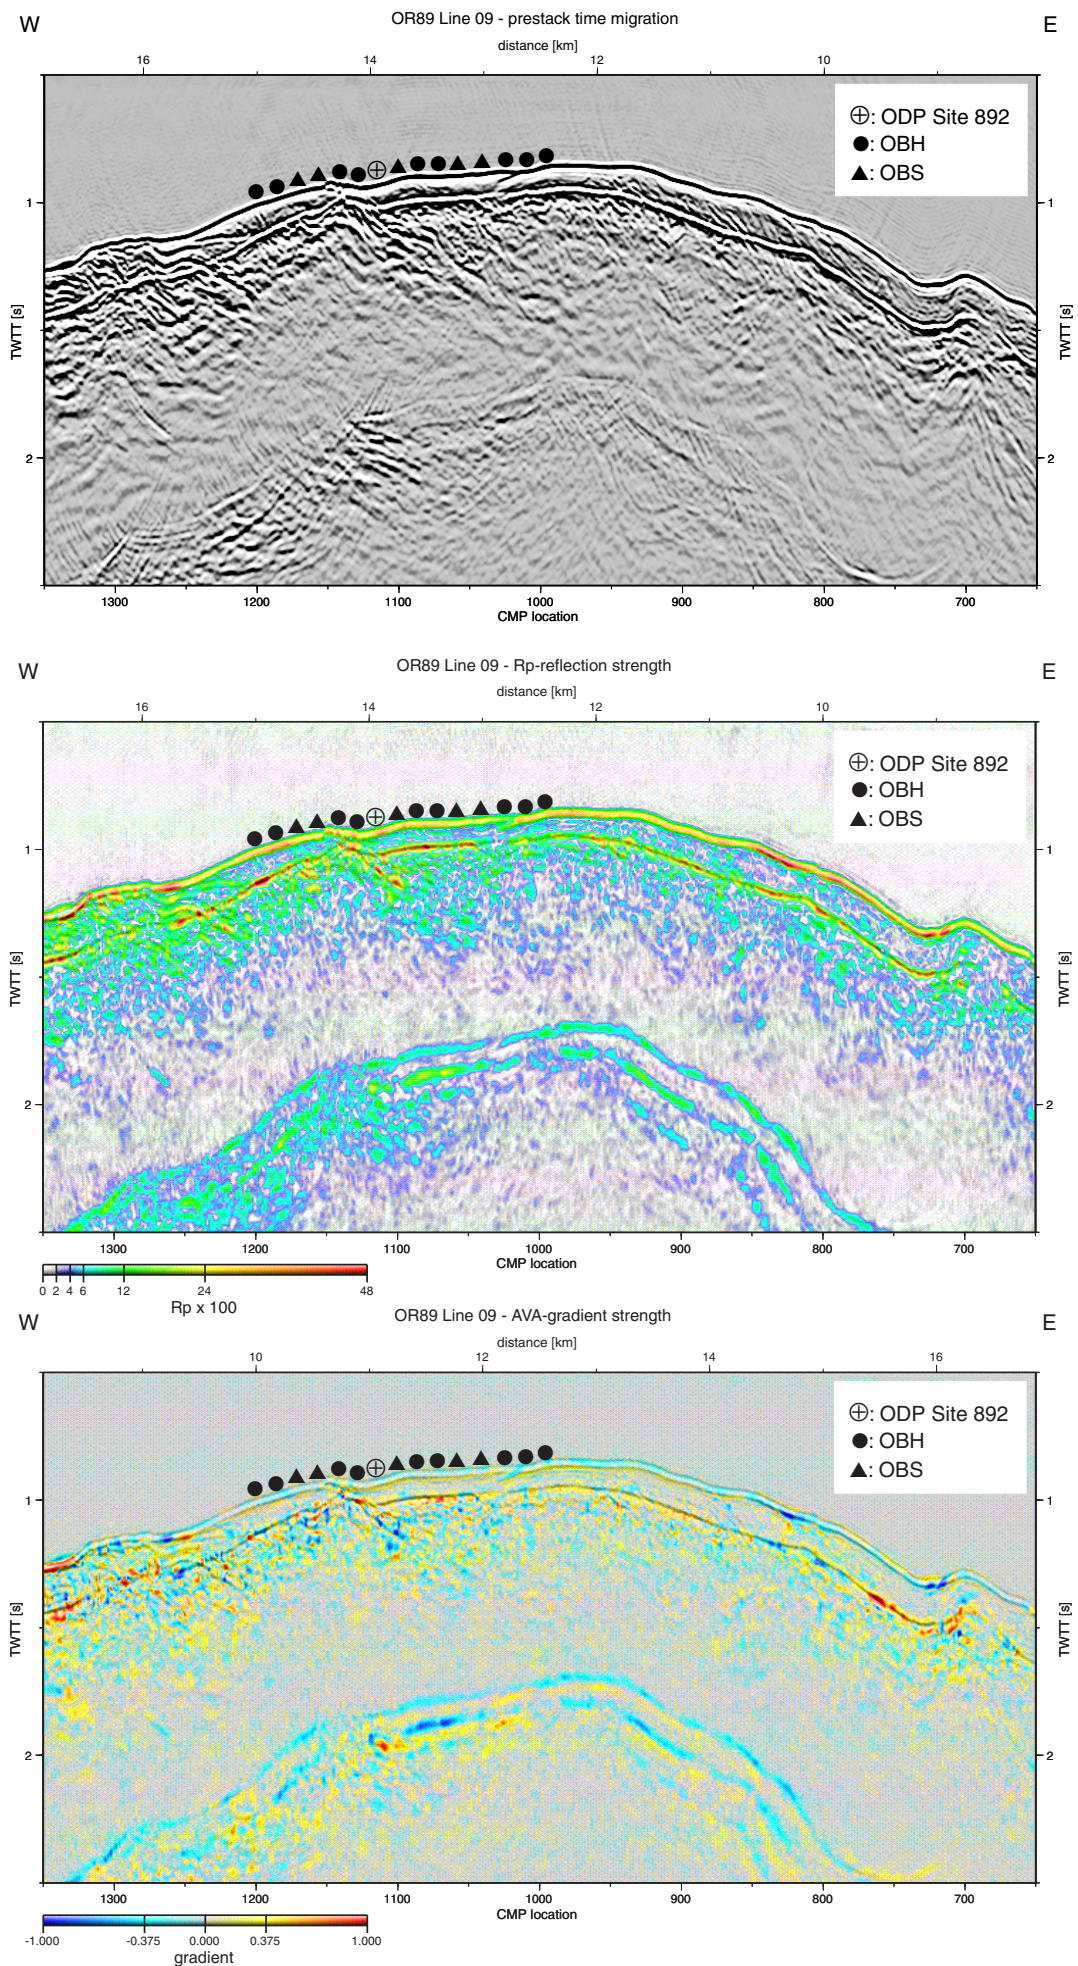 OR89 Line 09 - prestack time migration
W
E
distance [km]
16 14 12 10
⊕: ODP Site 892
●: OBH
▲: OBS
1 1
TWTT [s] TWTT [s]
2 2
1300 1200 1100 1000 900 800 700
CMP location
OR89 Line 09 - Rp-reflection strength
W
E
distance [km]
16 14 12 10
⊕: ODP Site 892
●: OBH
▲: OBS
1 1
TWTT [s] TWTT [s]
2 2
1300 1200 1100 1000 900 800 700
CMP location
0 2 4 6 12 24 48
Rp x 100
OR89 Line 09 - AVA-gradient strength
W
E
distance [km]
10 12 14 16
⊕: ODP Site 892
●: OBH
▲: OBS
1 1
TWTT [s] TWTT [s]
2 2
1300 1200 1100 1000 900 800 700
CMP location
-1.000 -0.375 0.000 0.375 1.000
gradient